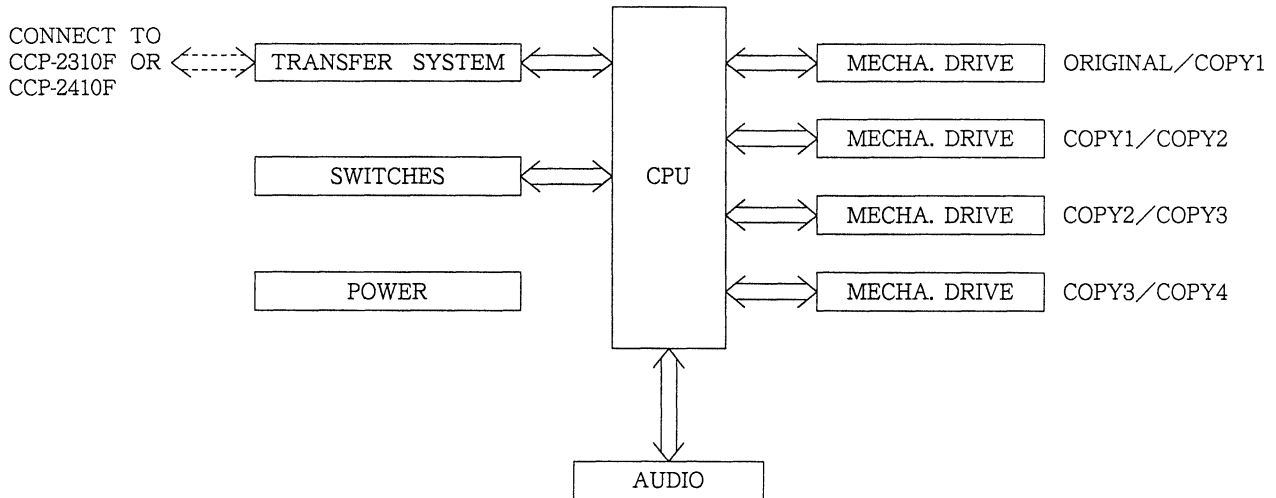 CONNECT TO
CCP-2310F OR
CCP-2410F
TRANSFER SYSTEM
SWITCHES
POWER
CPU
MECHA. DRIVE ORIGINAL／COPY1
MECHA. DRIVE COPY1／COPY2
MECHA. DRIVE COPY2／COPY3
MECHA. DRIVE COPY3／COPY4
AUDIO